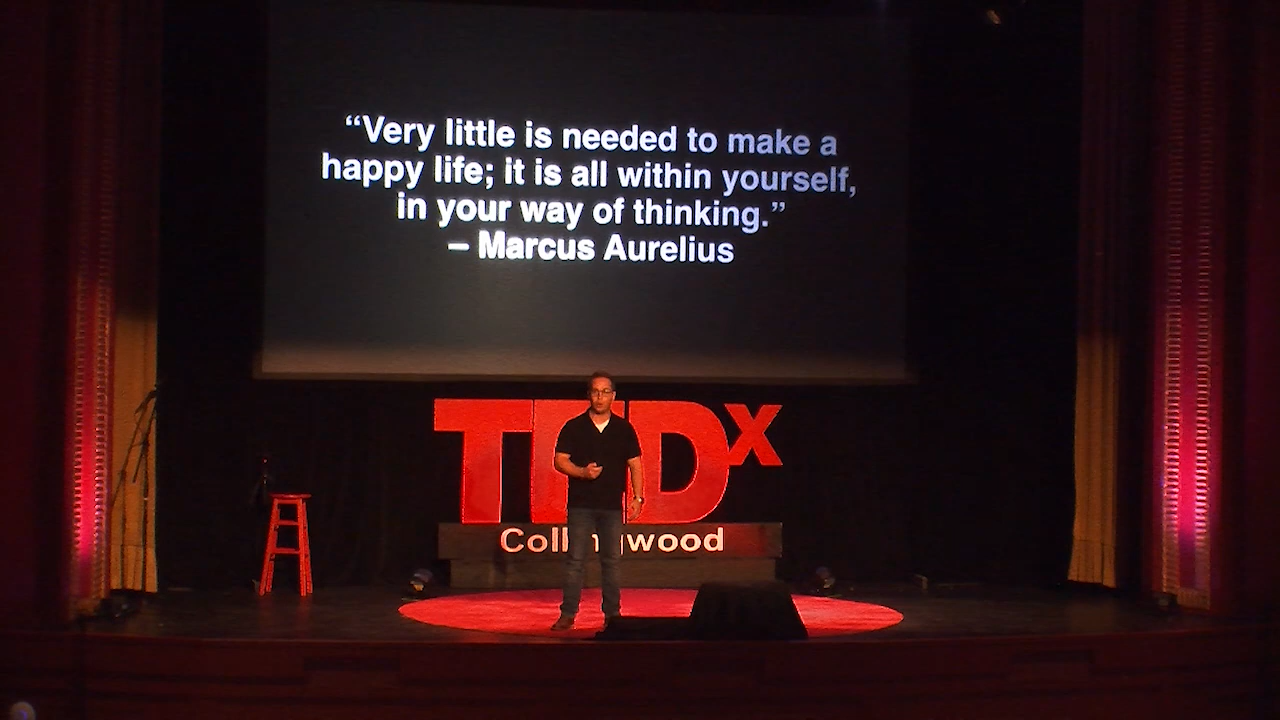 “Very little is needed to make a
happy life; it is all within yourself,
in your way of thinking.”
– Marcus Aurelius
TEDx
Collingwood